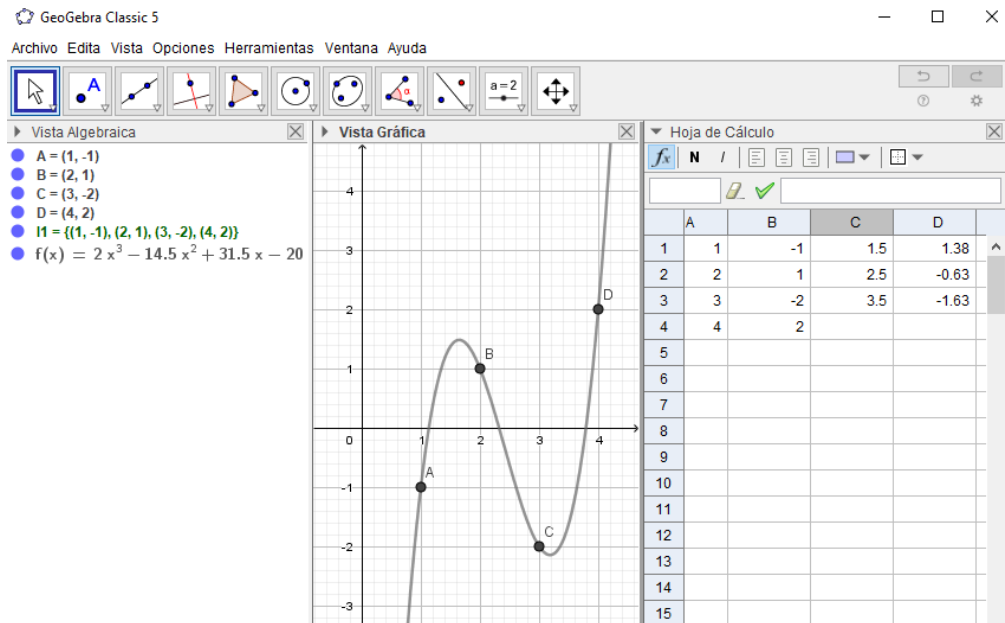 GeoGebra Classic 5
Archivo Edita Vista Opciones Herramientas Ventana Ayuda
A
α
a = 2
Vista Algebraica
A = (1, -1)
B = (2, 1)
C = (3, -2)
D = (4, 2)
l1 = {(1, -1), (2, 1), (3, -2), (4, 2)}
f(x) = 2 x³ − 14.5 x² + 31.5 x − 20
Vista Gráfica
4
3
2
1
0 1 2 3 4
-1
-2
-3
A
B
C
D
Hoja de Cálculo
fx N I
A B C D
1 1 -1 1.5 1.38
2 2 1 2.5 -0.63
3 3 -2 3.5 -1.63
4 4 2
5
6
7
8
9
10
11
12
13
14
15